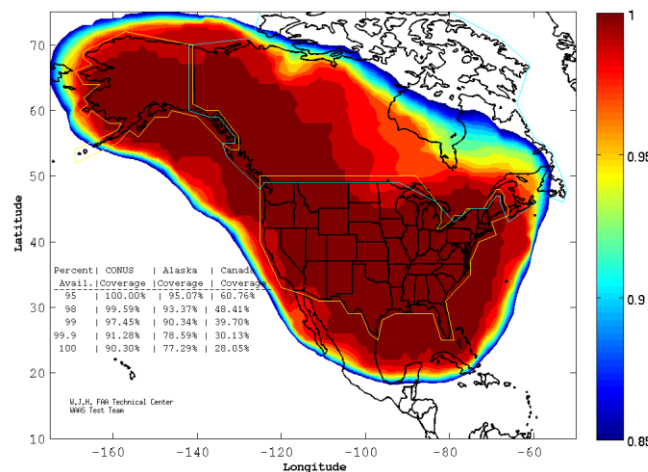 75
70
60
50
40
30
20
10
Latitude
-160
-140
-120
-100
-80
-60
Longitude
1
0.95
0.9
0.85
Percent| CONUS | Alaska | Canada
Avail.|Coverage |Coverage | Coverage
95 | 100.00% | 95.07% | 60.76%
98 | 99.59% | 93.37% | 48.41%
99 | 97.45% | 90.34% | 39.70%
99.9 | 91.28% | 78.59% | 30.13%
100 | 90.30% | 77.29% | 28.05%
W.J.H. FAA Technical Center
WAAS Test Team